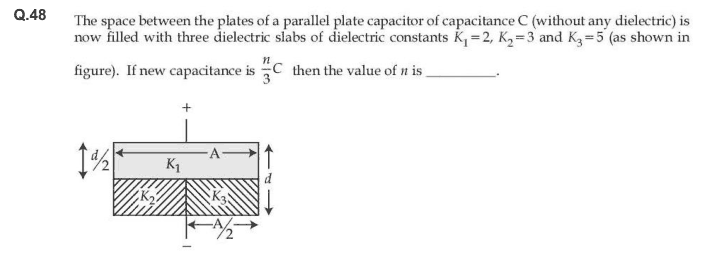 Q.48 The space between the plates of a parallel plate capacitor of capacitance C (without any dielectric) is
now filled with three dielectric slabs of dielectric constants K₁=2, K₂=3 and K₃=5 (as shown in
figure). If new capacitance is n/3 C then the value of n is ________.
+
d/2
A
K₁
d
K₂
K₃
A/2
−